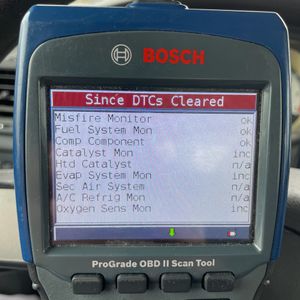 BOSCH
Since DTCs Cleared
Misfire Monitor ok
Fuel System Mon ok
Comp Component ok
Catalyst Mon inc
Htd Catalyst n/a
Evap System Mon inc
Sec Air System n/a
A/C Refrig Mon n/a
Oxygen Sens Mon inc
ProGrade OBD II Scan Tool